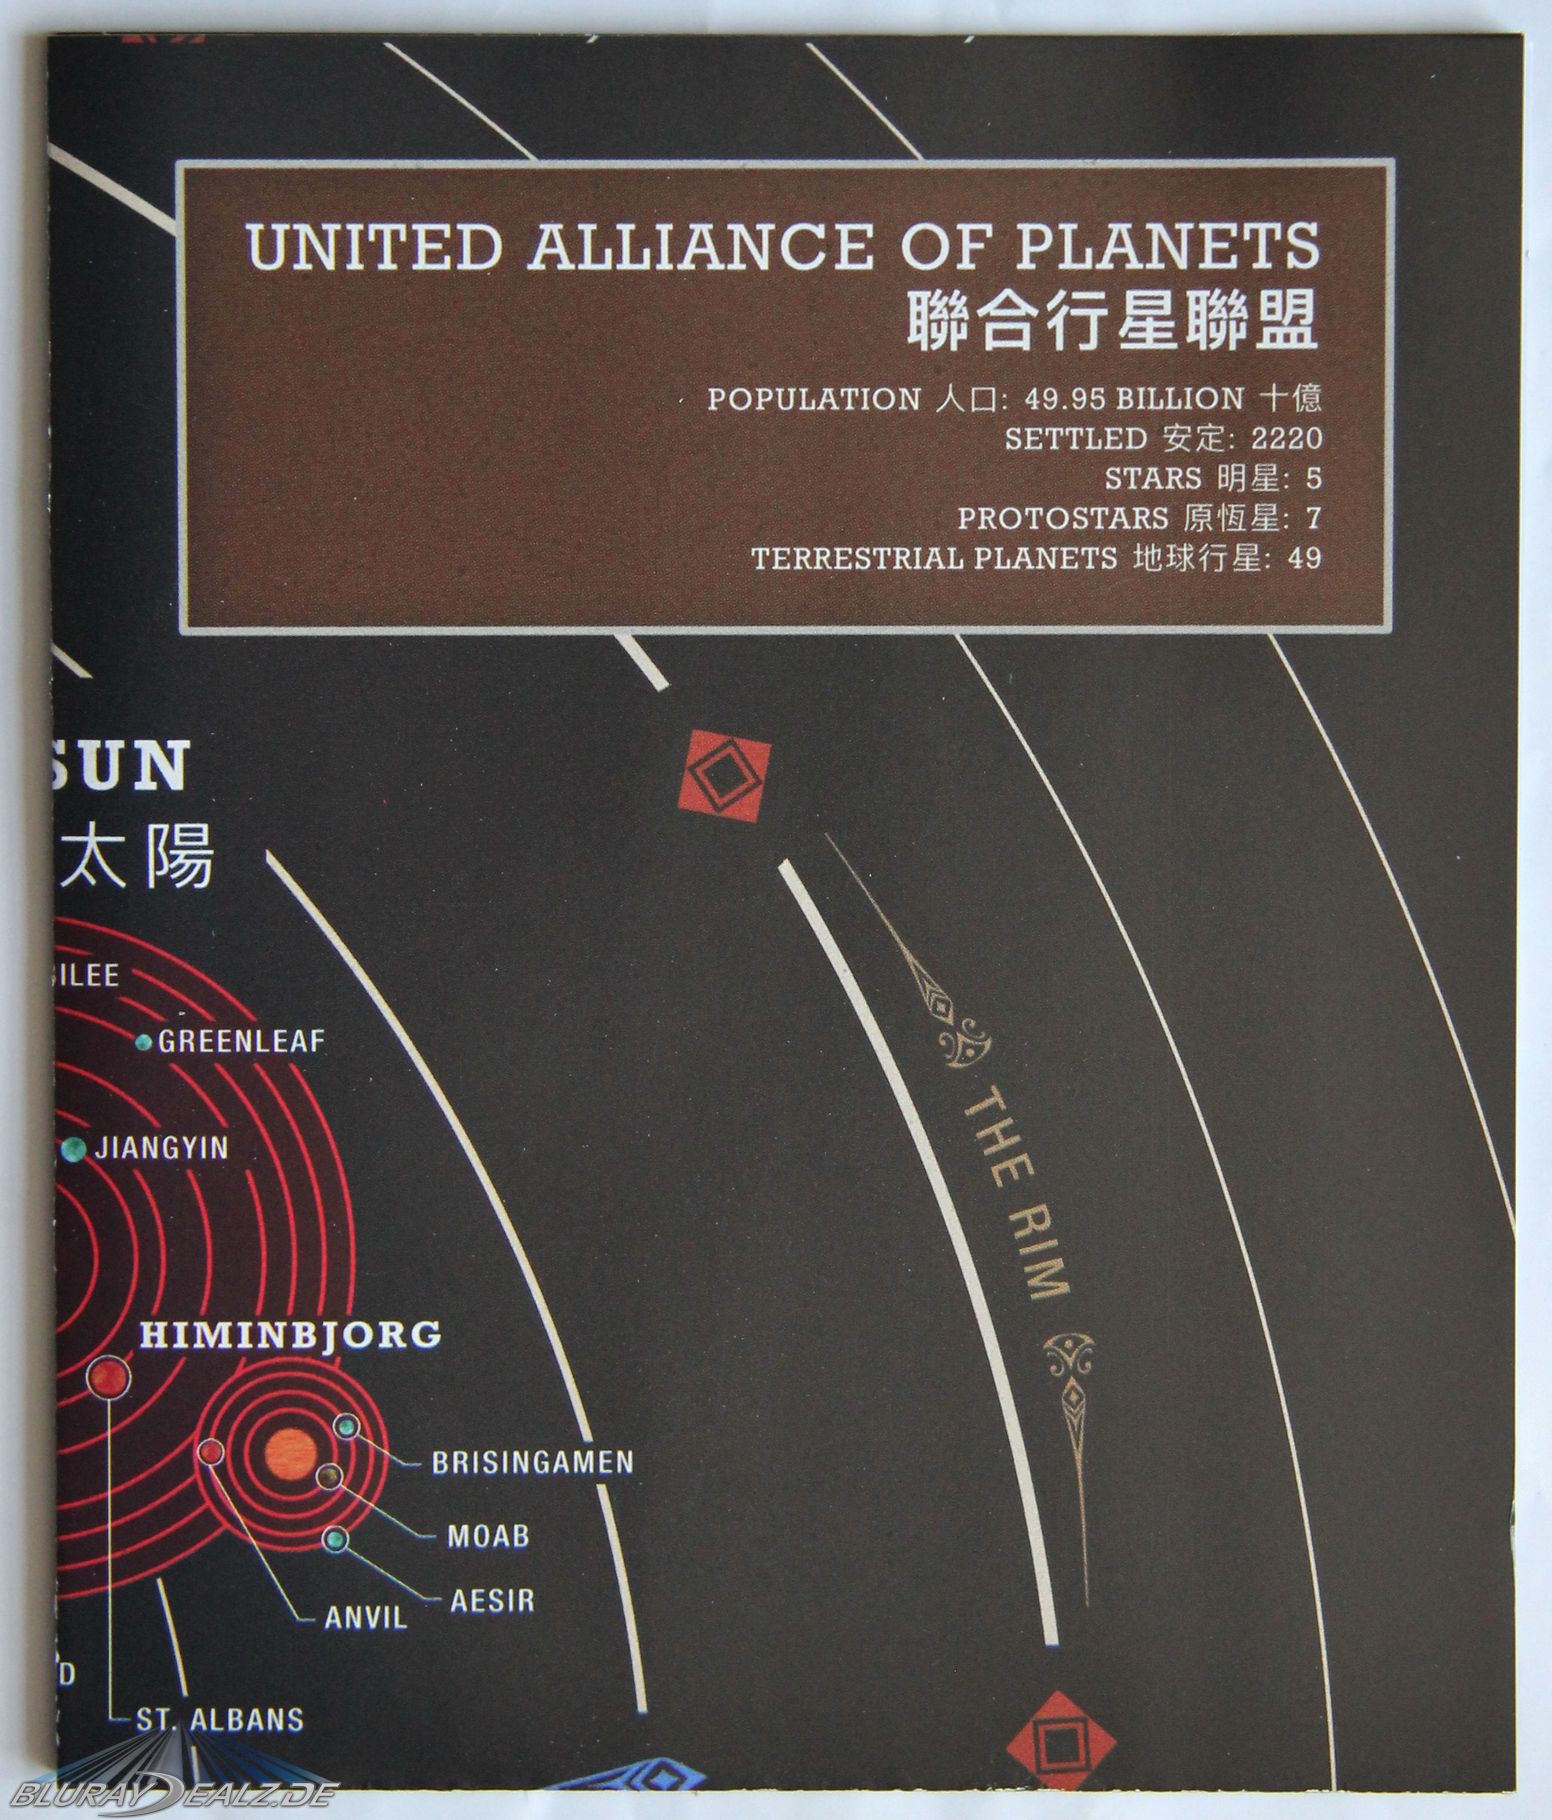 UNITED ALLIANCE OF PLANETS
聯合行星聯盟
POPULATION 人口: 49.95 BILLION 十億
SETTLED 安定: 2220
STARS 明星: 5
PROTOSTARS 原恆星: 7
TERRESTRIAL PLANETS 地球行星: 49
SUN
太陽
GREENLEAF
JIANGYIN
THE RIM
HIMINBJORG
BRISINGAMEN
MOAB
AESIR
ANVIL
ST. ALBANS
BLURAYDEALZ.DE